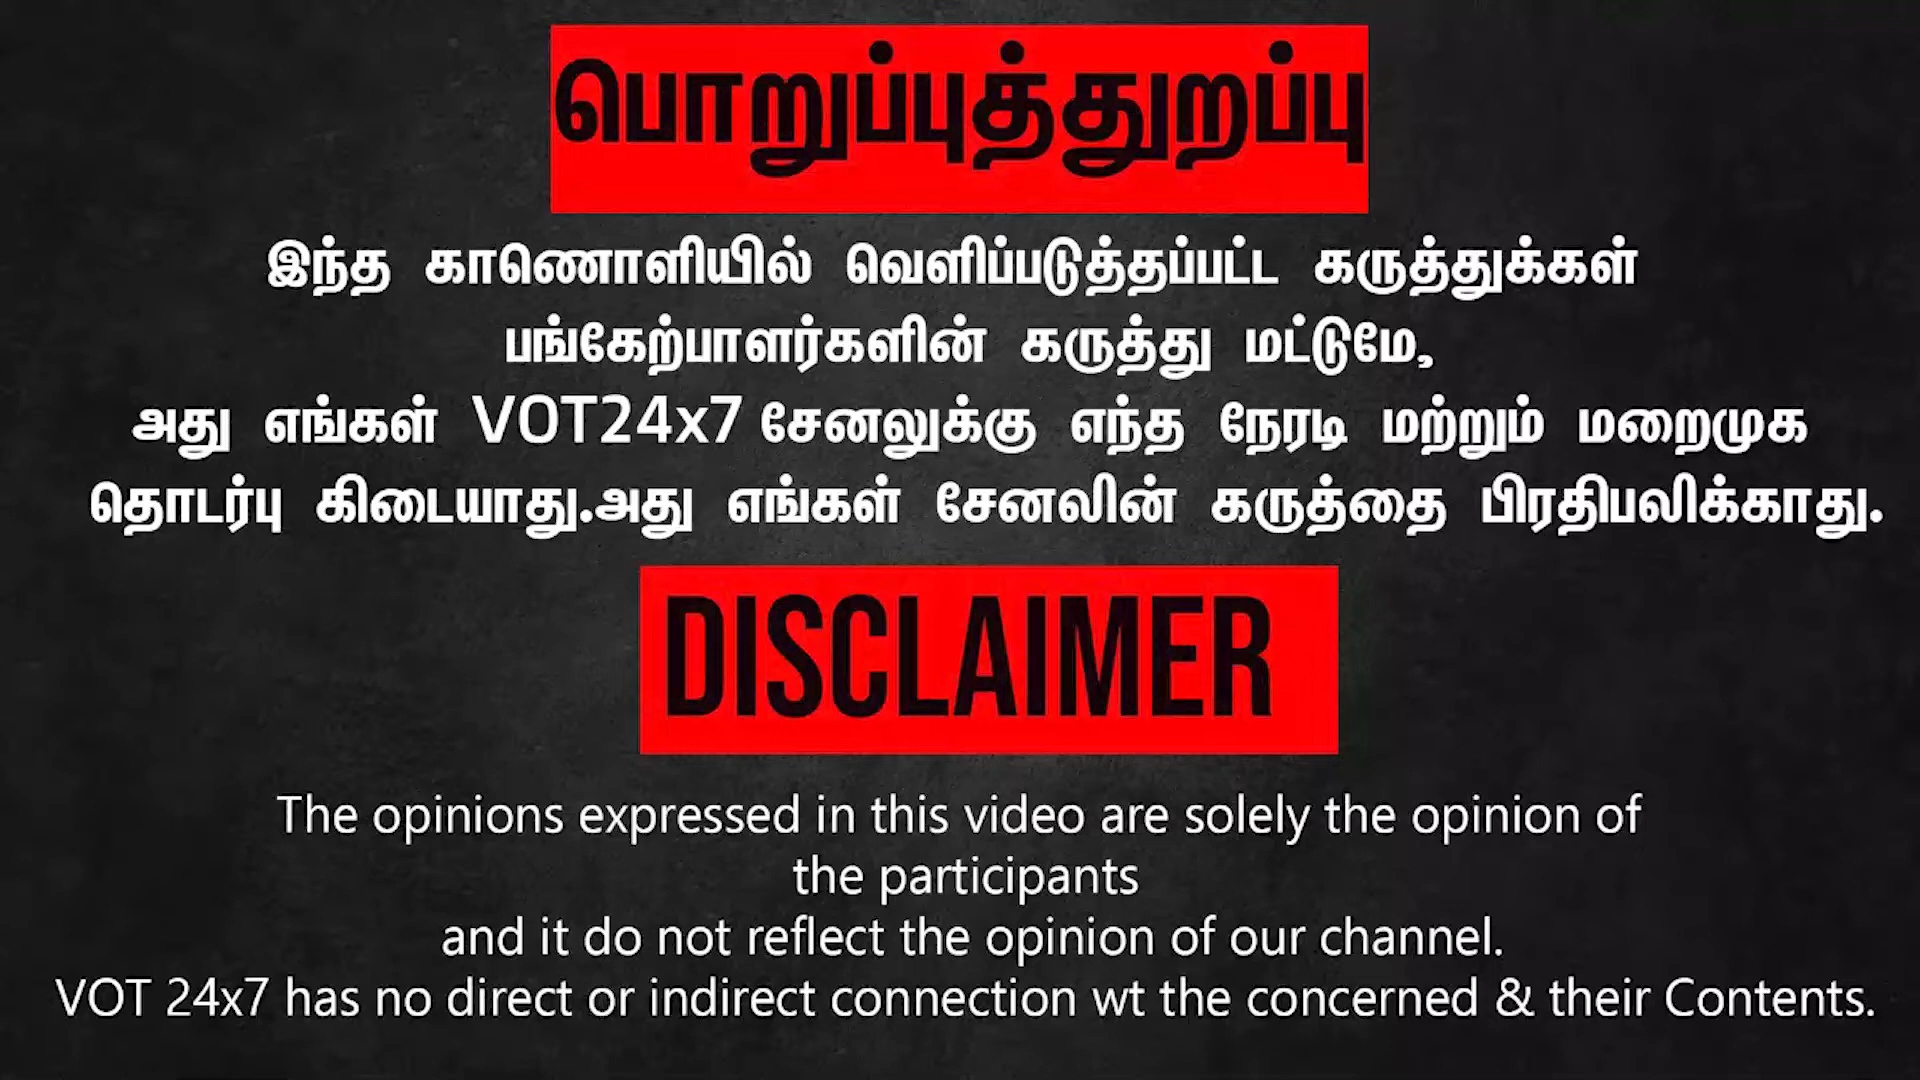 பொறுப்புத்துறப்பு
இந்த காணொளியில் வெளிப்படுத்தப்பட்ட கருத்துக்கள்
பங்கேற்பாளர்களின் கருத்து மட்டுமே,
அது எங்கள் VOT24x7 சேனலுக்கு எந்த நேரடி மற்றும் மறைமுக
தொடர்பு கிடையாது.அது எங்கள் சேனலின் கருத்தை பிரதிபலிக்காது.
DISCLAIMER
The opinions expressed in this video are solely the opinion of
the participants
and it do not reflect the opinion of our channel.
VOT 24x7 has no direct or indirect connection wt the concerned & their Contents.